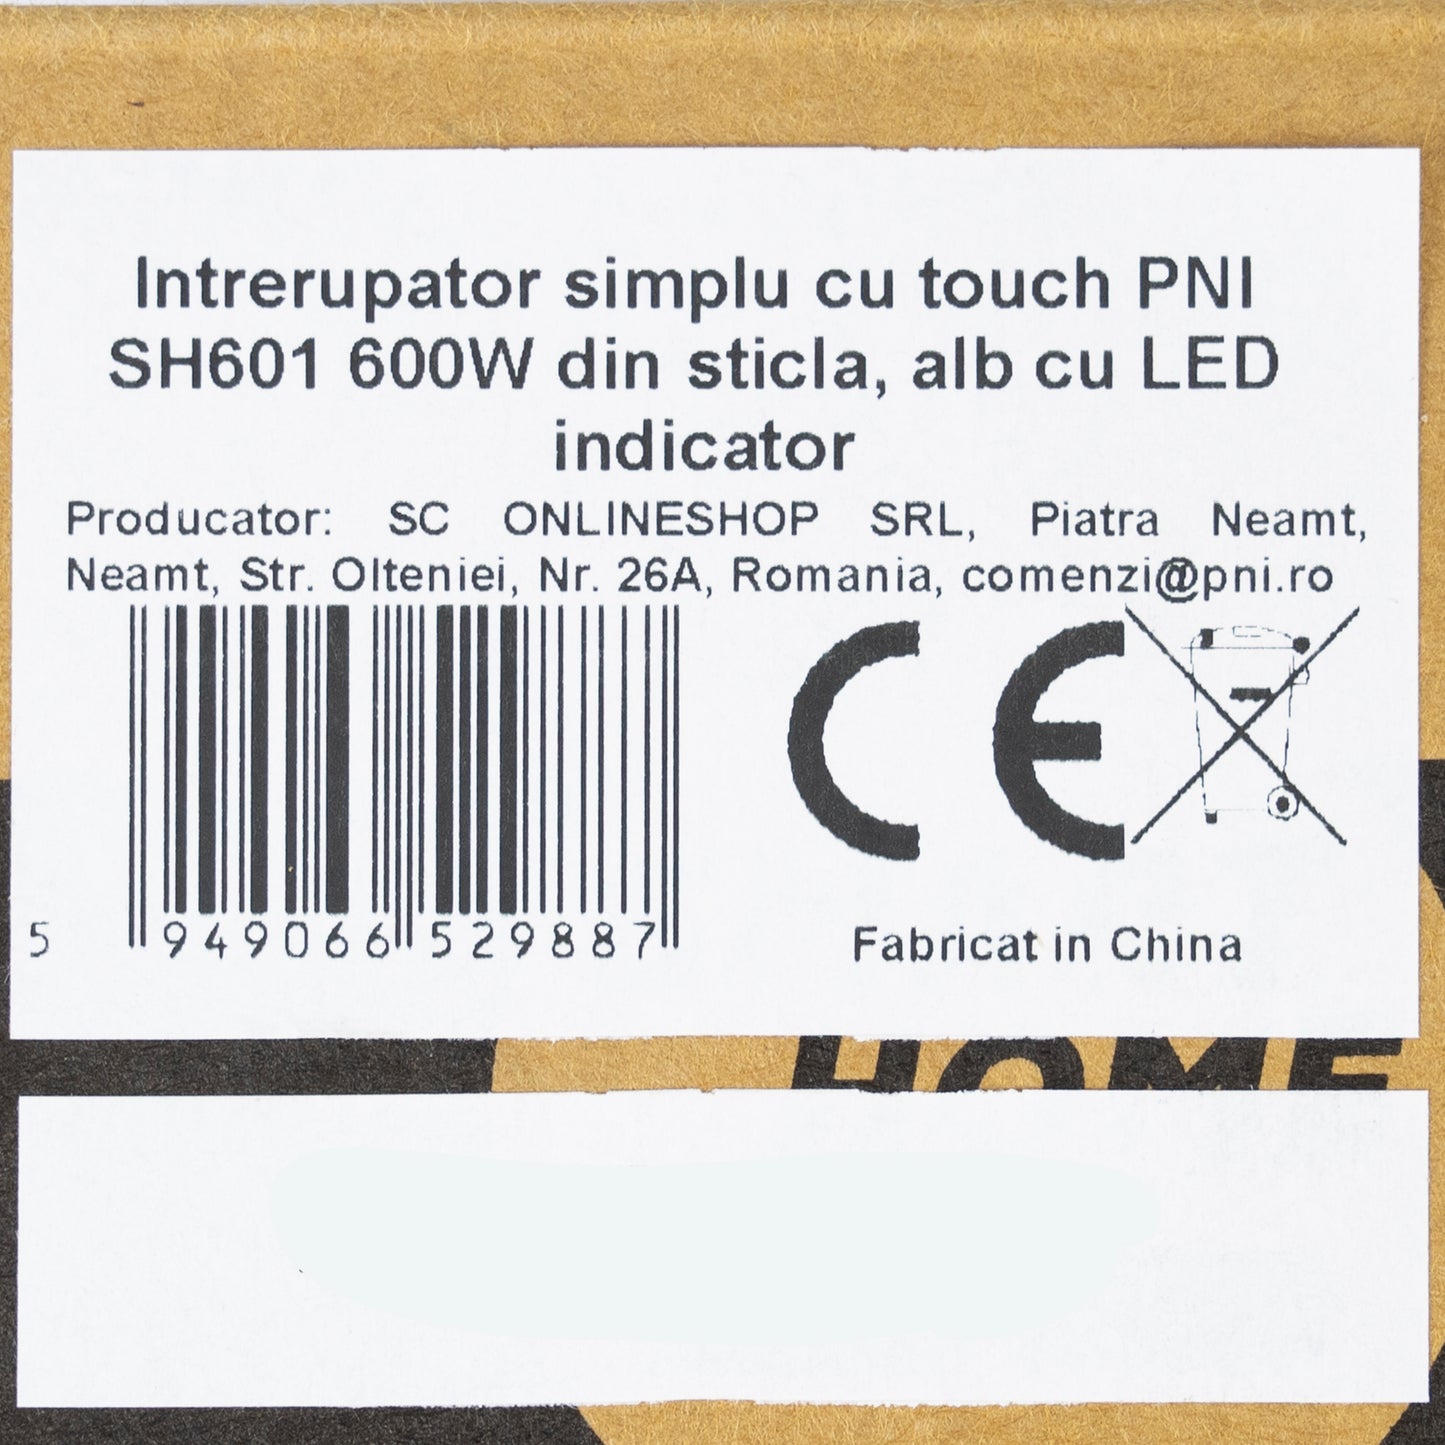 Intrerupator simplu cu touch PNI
SH601 600W din sticla, alb cu LED
indicator
Producator: SC ONLINESHOP SRL, Piatra Neamt,
Neamt, Str. Olteniei, Nr. 26A, Romania, comenzi@pni.ro
CE
5 949066 529887
Fabricat in China
HOME